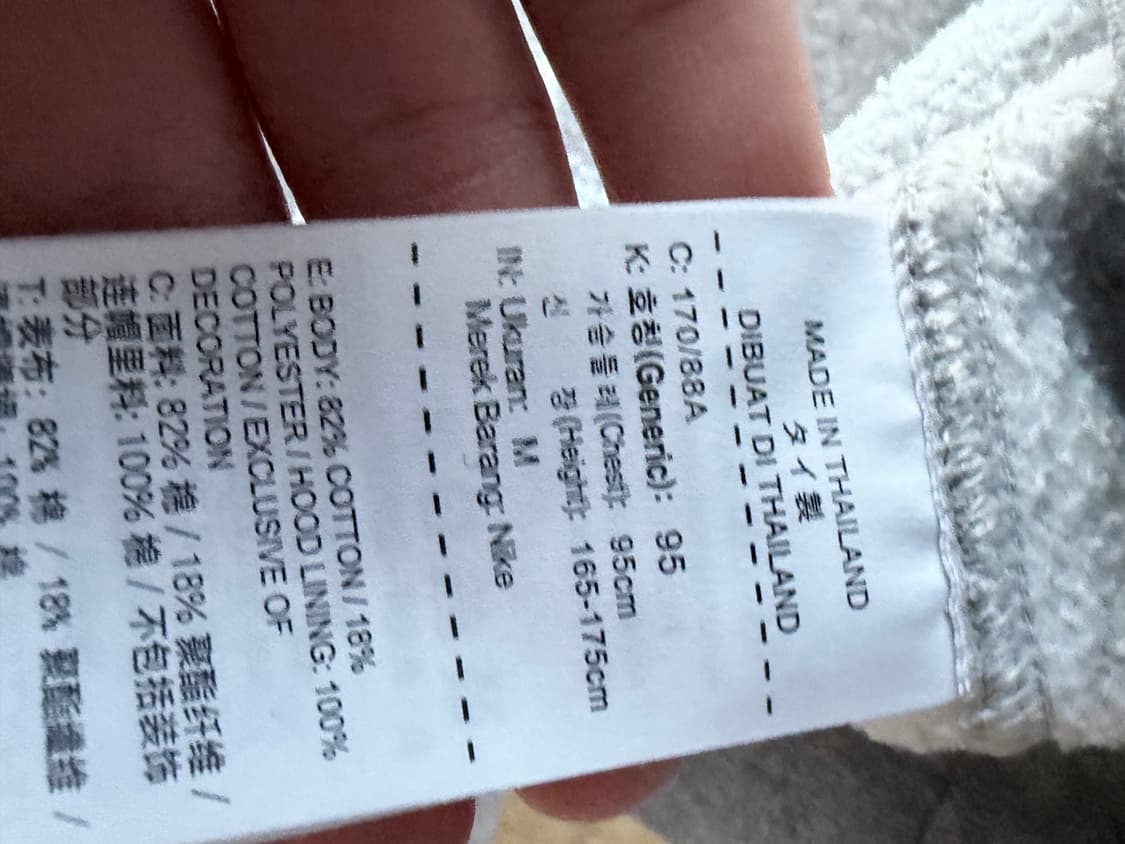 MADE IN THAILAND
タイ製
DIBUAT DI THAILAND
C: 170/88A
K: 호칭(Generic): 95
가슴둘레(Chest): 95cm
신 장(Height): 165-175cm
IN: Ukuran: M
Merek Barang: Nike
E: BODY: 82% COTTON / 18%
POLYESTER / HOOD LINING: 100%
COTTON / EXCLUSIVE OF
DECORATION
C: 面料: 82% 棉 / 18% 聚酯纤维 /
连帽里料: 100% 棉 / 不包括装饰
部分
T: 表布: 82% 棉 / 18% 聚酯纖維 /
100% 棉